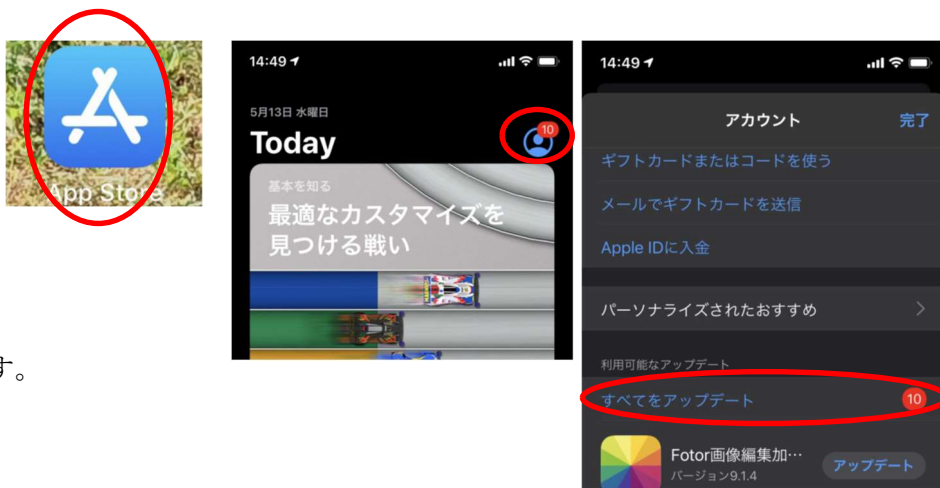 App Store
14:49
5月13日 水曜日
Today
10
基本を知る
最適なカスタマイズを
見つける戦い
す。
14:49
アカウント
完了
ギフトカードまたはコードを使う
メールでギフトカードを送信
Apple IDに入金
パーソナライズされたおすすめ
利用可能なアップデート
すべてをアップデート
10
Fotor画像編集加…
バージョン9.1.4
アップデート